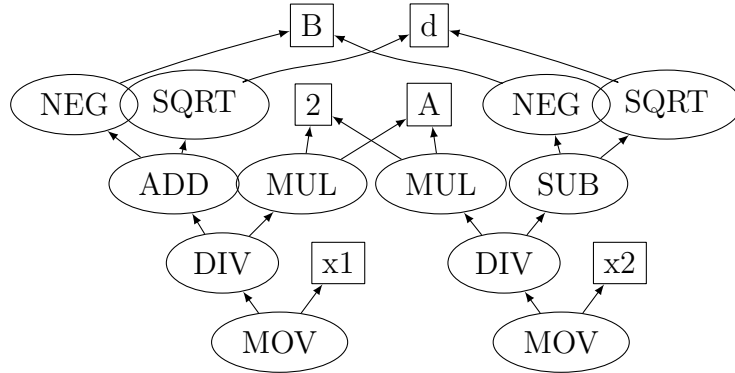 B d
NEG SQRT 2 A NEG SQRT
ADD MUL MUL SUB
DIV x1 DIV x2
MOV MOV